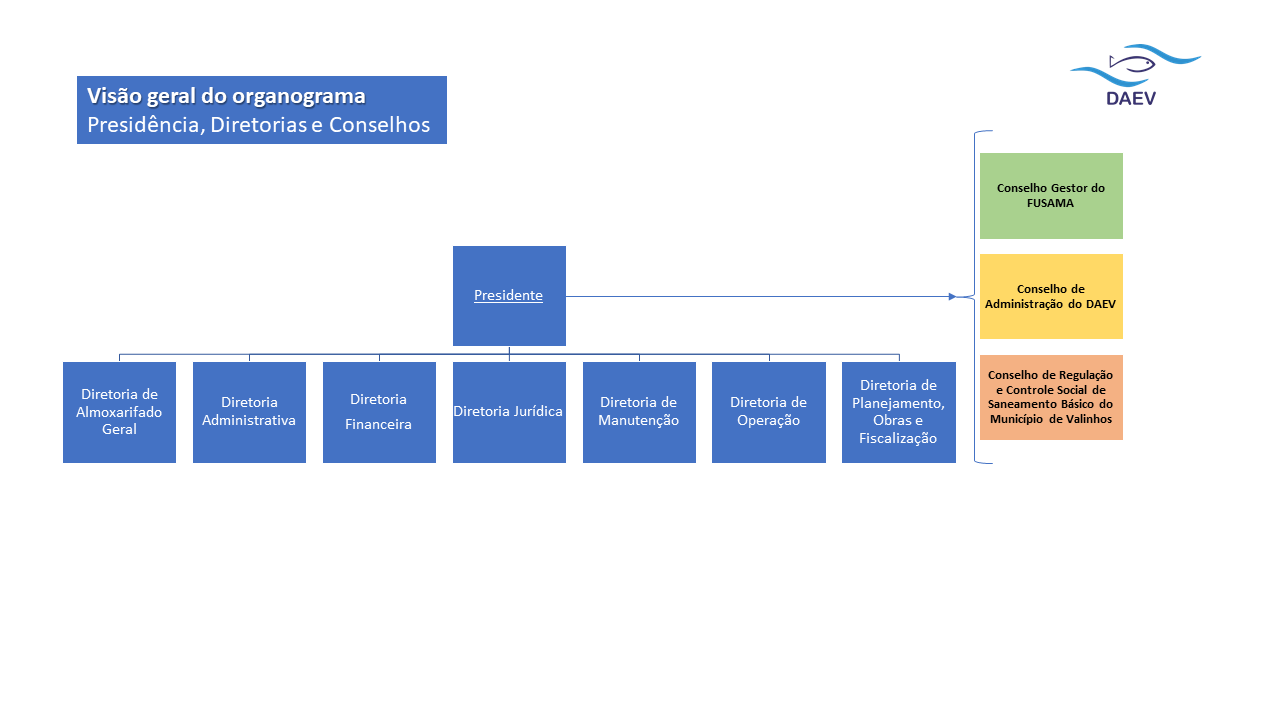 Visão geral do organograma
Presidência, Diretorias e Conselhos
DAEV
Conselho Gestor do
FUSAMA
Presidente
Conselho de
Administração do DAEV
Conselho de Regulação
e Controle Social de
Saneamento Básico do
Município de Valinhos
Diretoria de
Almoxarifado
Geral
Diretoria
Administrativa
Diretoria
Financeira
Diretoria Jurídica
Diretoria de
Manutenção
Diretoria de
Operação
Diretoria de
Planejamento,
Obras e
Fiscalização